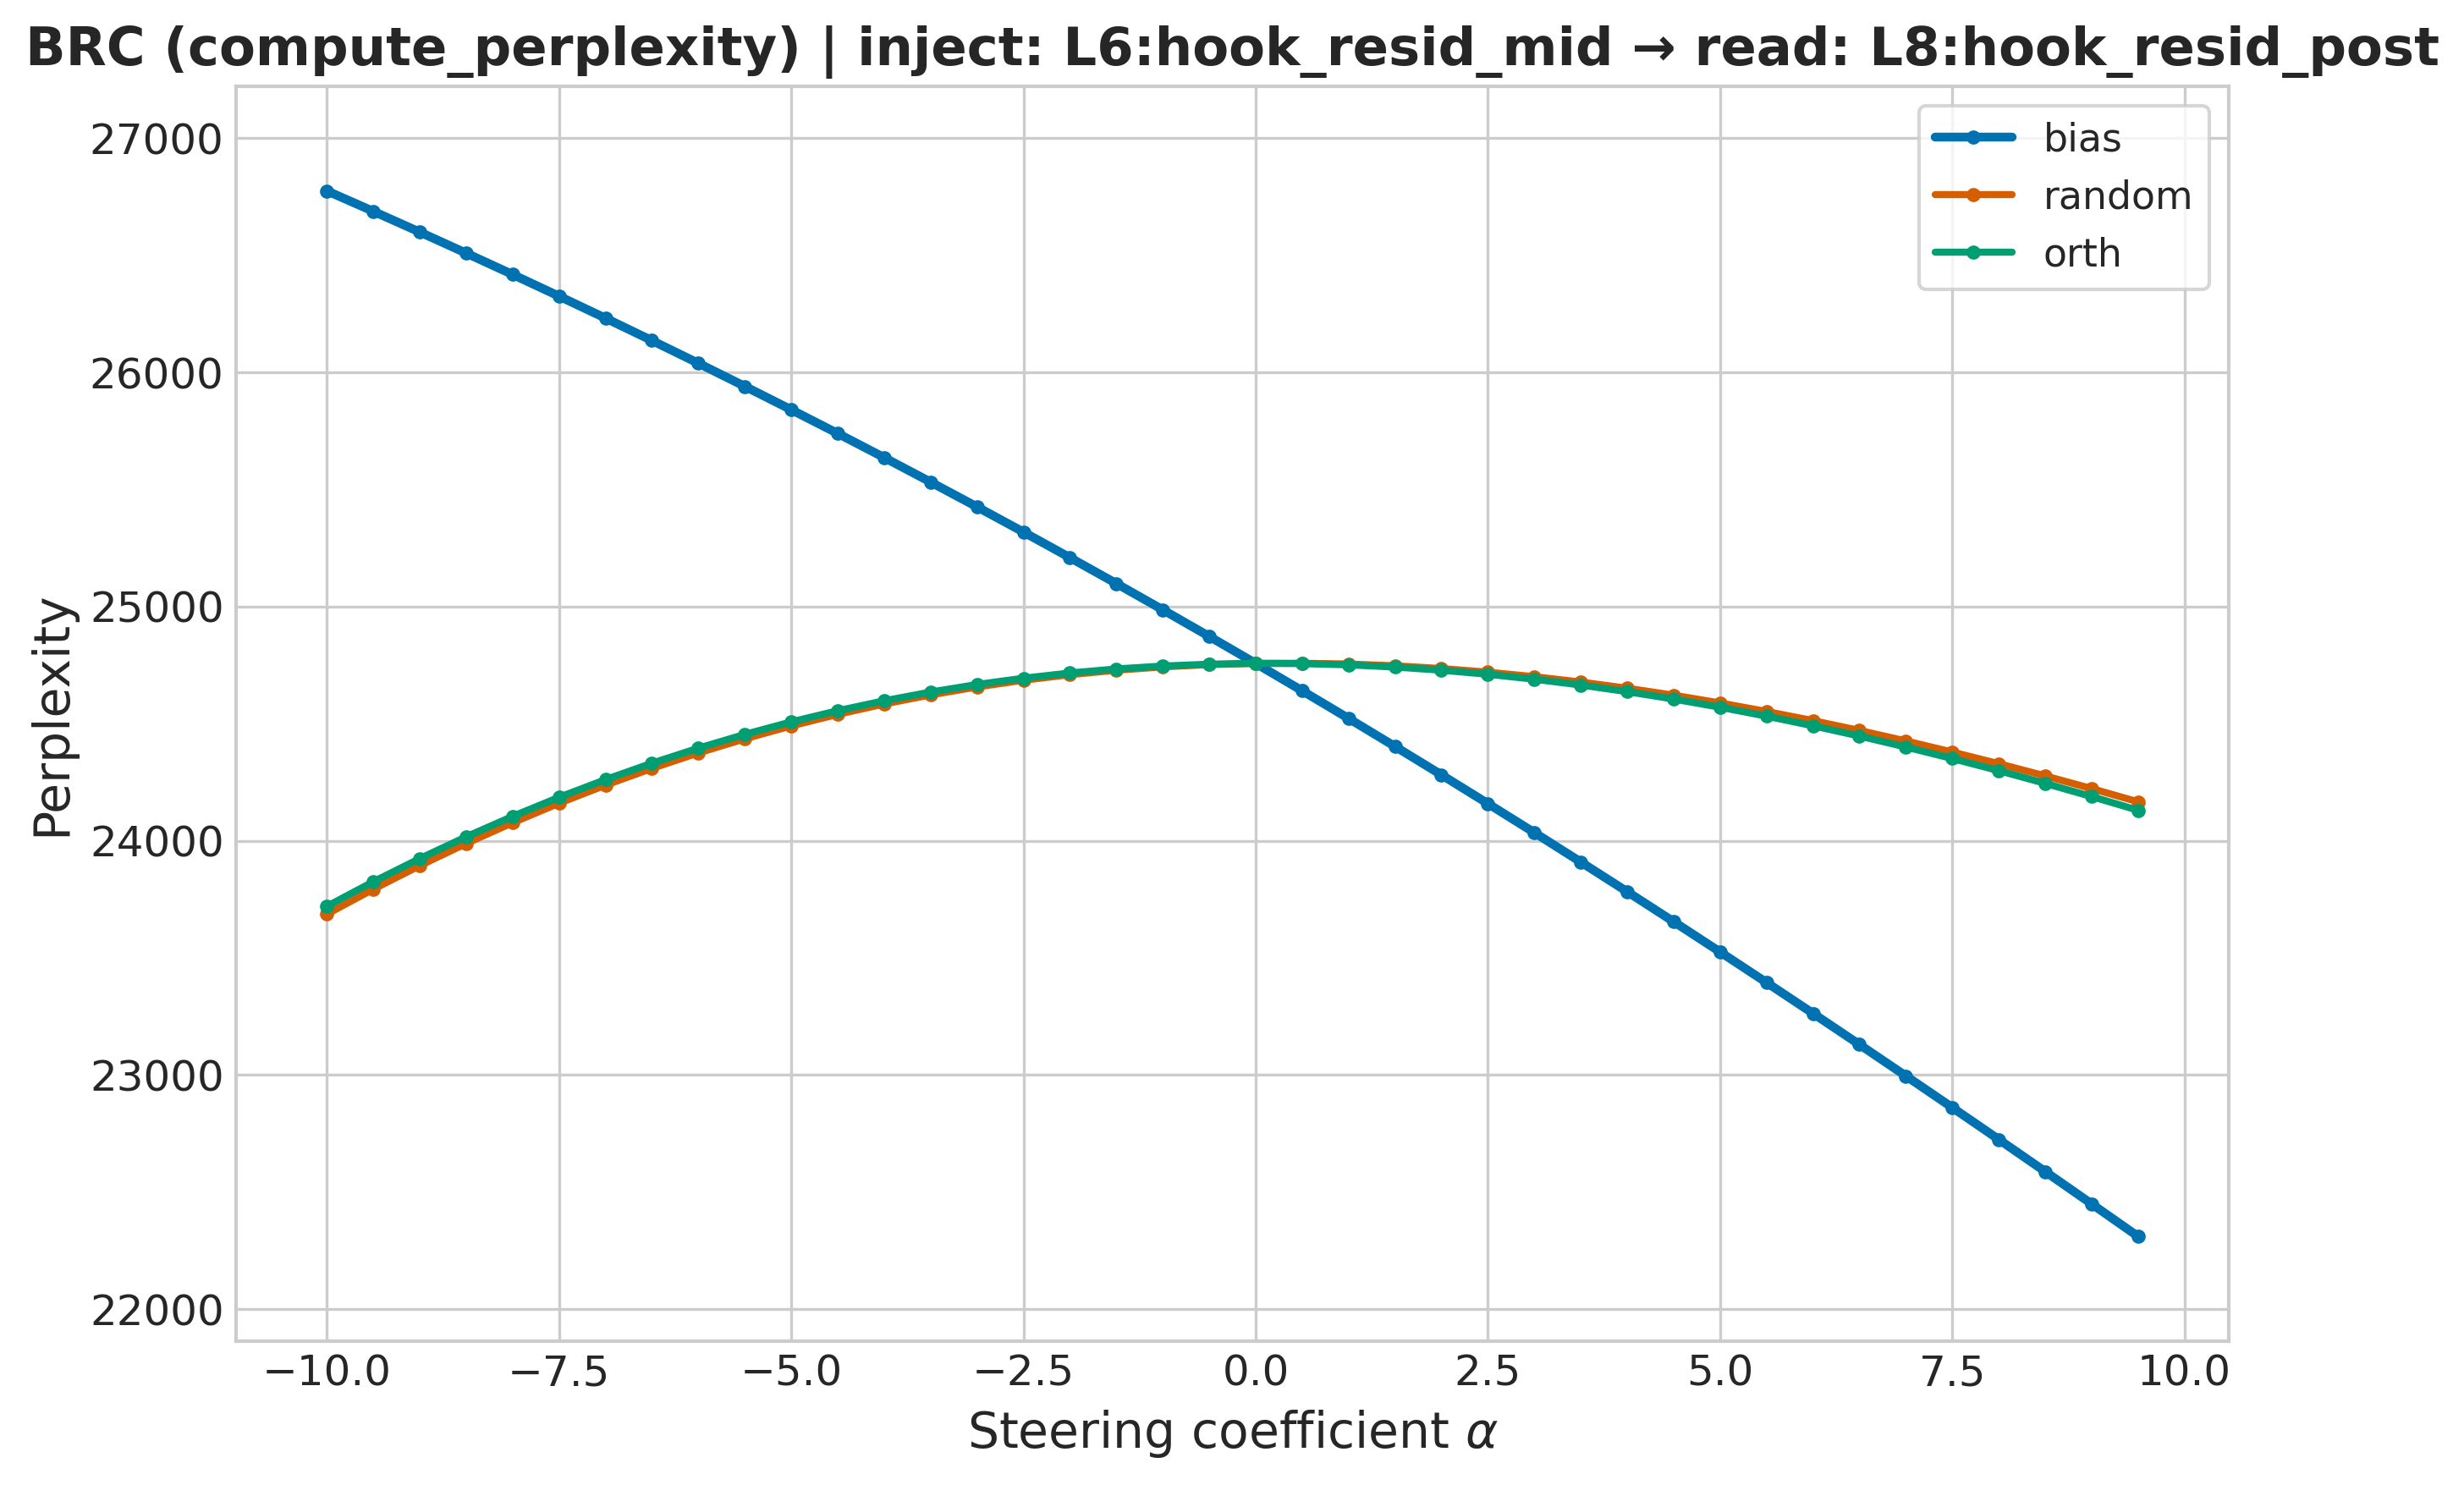 BRC (compute_perplexity) | inject: L6:hook_resid_mid → read: L8:hook_resid_post
27000
26000
25000
24000
23000
22000
Perplexity
bias
random
orth
−10.0 −7.5 −5.0 −2.5 0.0 2.5 5.0 7.5 10.0
Steering coefficient α